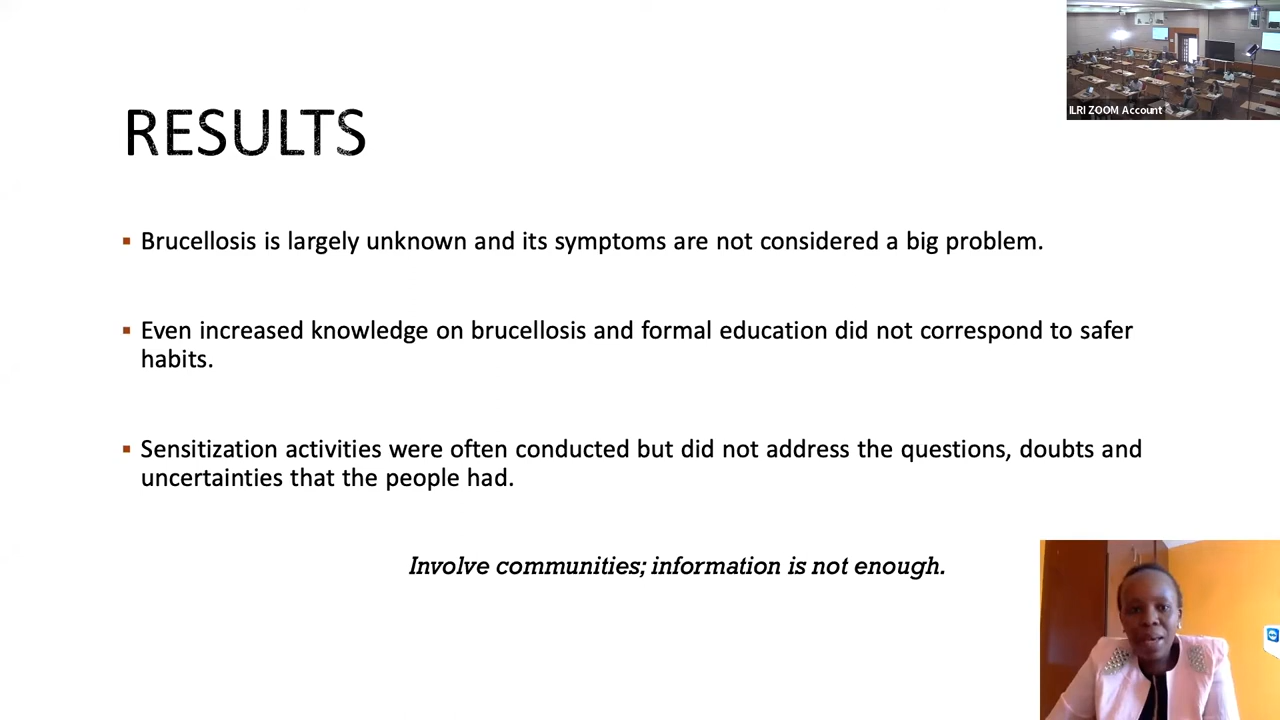 ILRI ZOOM Account
RESULTS
▪ Brucellosis is largely unknown and its symptoms are not considered a big problem.
▪ Even increased knowledge on brucellosis and formal education did not correspond to safer
habits.
▪ Sensitization activities were often conducted but did not address the questions, doubts and
uncertainties that the people had.
Involve communities; information is not enough.